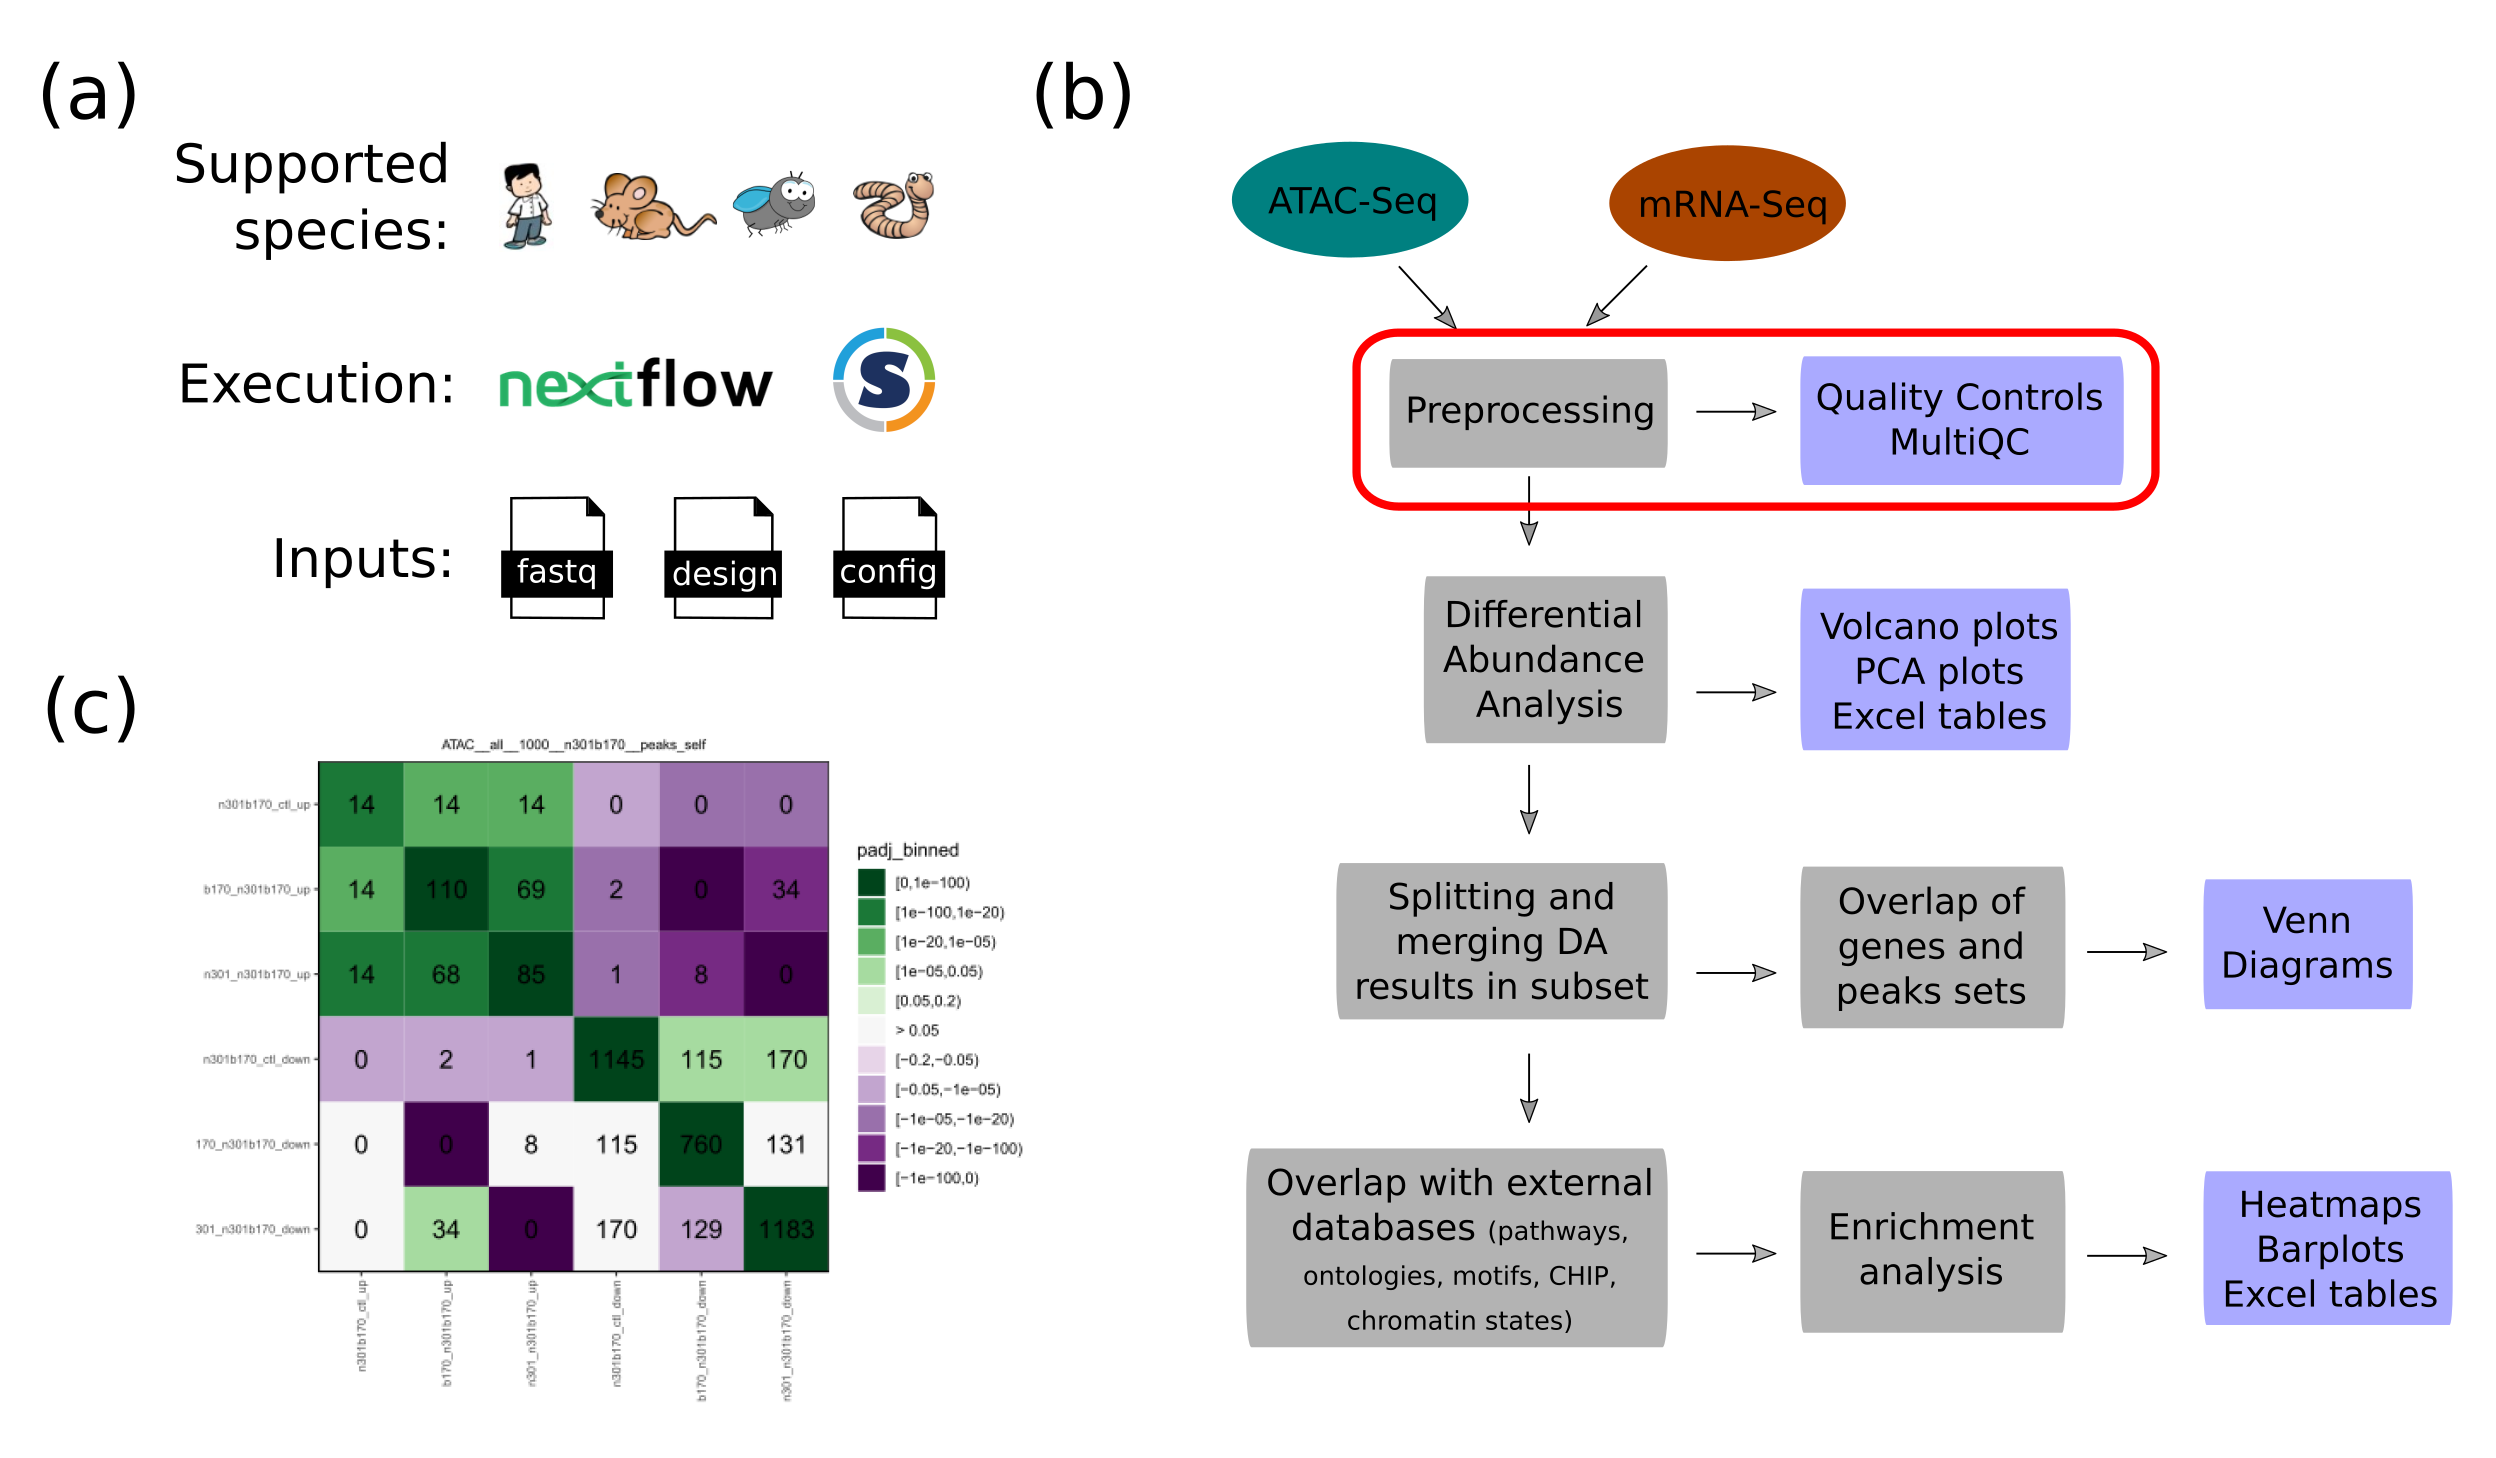 (a)
Supported
species:
Execution:
nextflow
S
Inputs:
fastq
design
config
(b)
ATAC-Seq
mRNA-Seq
Preprocessing
Quality Controls
MultiQC
Differential
Abundance
Analysis
Volcano plots
PCA plots
Excel tables
Splitting and
merging DA
results in subset
Overlap of
genes and
peaks sets
Venn
Diagrams
Overlap with external
databases (pathways,
ontologies, motifs, CHIP,
chromatin states)
Enrichment
analysis
Heatmaps
Barplots
Excel tables
(c)
ATAC__all__1000__n301b170__peaks_self
n301b170_ctl_up 14 14 14 0 0 0
b170_n301b170_up 14 110 69 2 0 34
n301_n301b170_up 14 68 85 1 8 0
n301b170_ctl_down 0 2 1 1145 115 170
170_n301b170_down 0 0 8 115 760 131
301_n301b170_down 0 34 0 170 129 1183
n301b170_ctl_up
b170_n301b170_up
n301_n301b170_up
n301b170_ctl_down
b170_n301b170_down
n301_n301b170_down
padj_binned
[0,1e−100)
[1e−100,1e−20)
[1e−20,1e−05)
[1e−05,0.05)
[0.05,0.2)
> 0.05
[−0.2,−0.05)
[−0.05,−1e−05)
[−1e−05,−1e−20)
[−1e−20,−1e−100)
[−1e−100,0)